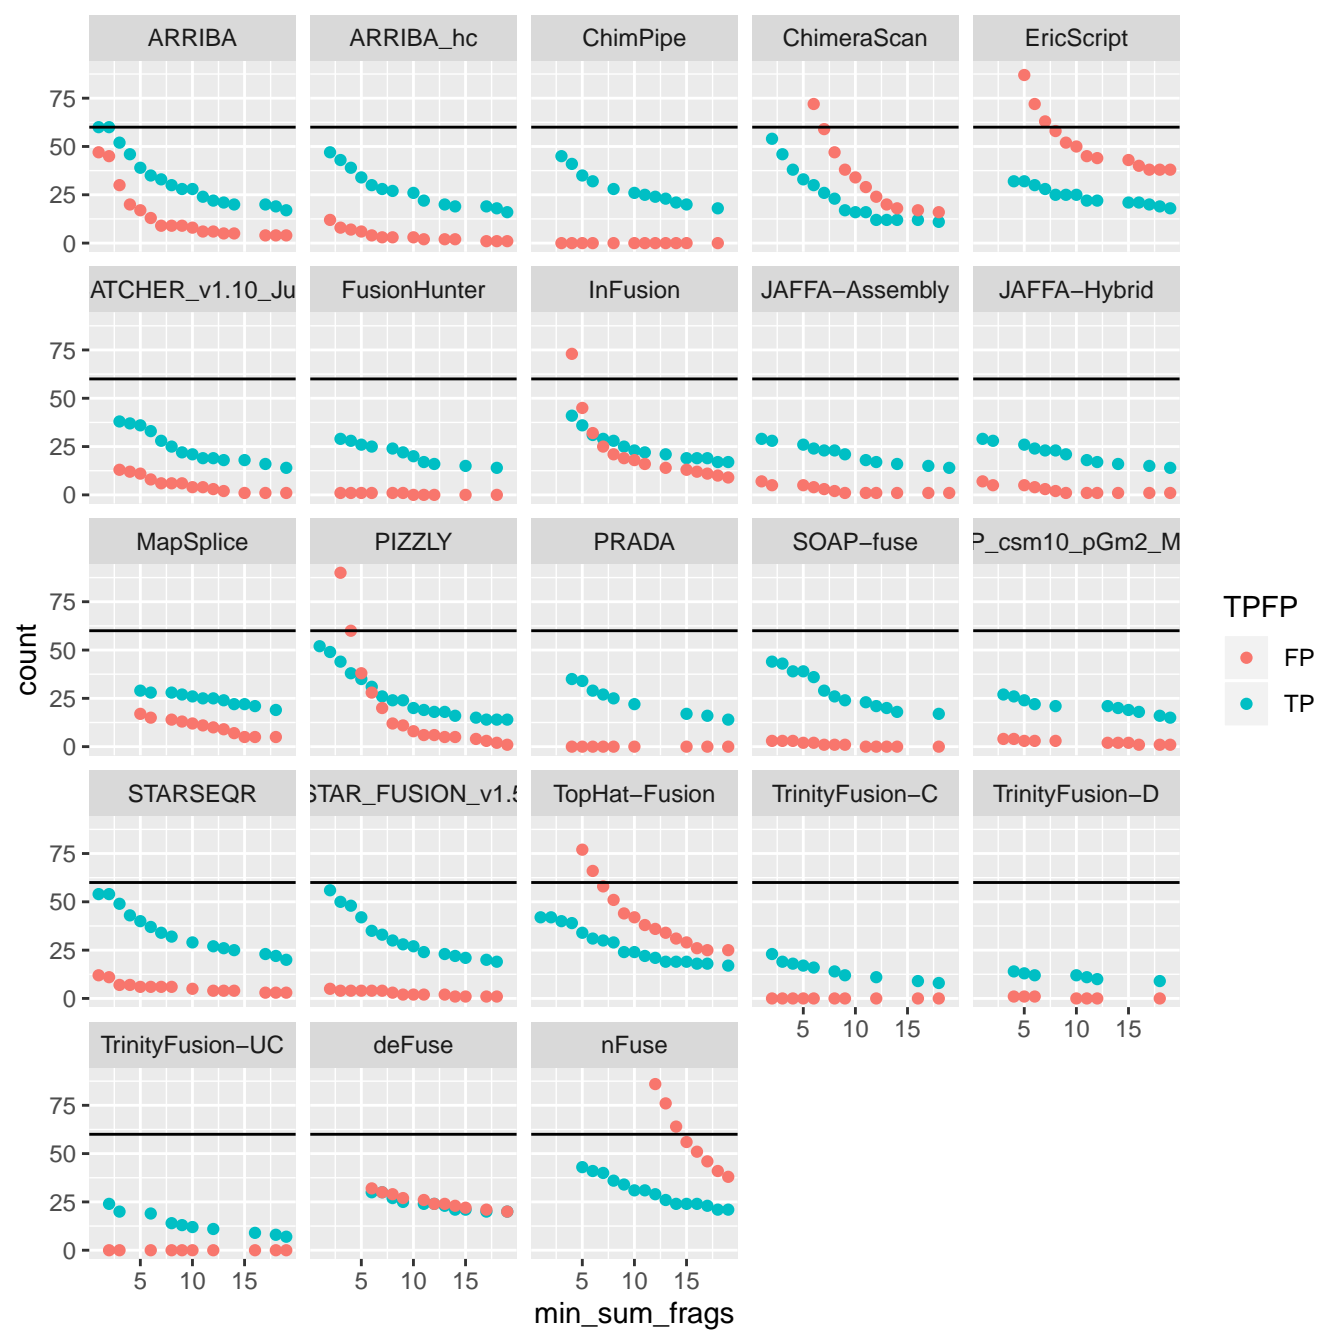 ARRIBA ARRIBA_hc ChimPipe ChimeraScan EricScript
75
50
25
0
ATCHER_v1.10_Ju FusionHunter InFusion JAFFA−Assembly JAFFA−Hybrid
75
50
25
0
MapSplice PIZZLY PRADA SOAP−fuse P_csm10_pGm2_M
75
50
25
0
count
TPFP
FP
TP
STARSEQR STAR_FUSION_v1.5 TopHat−Fusion TrinityFusion−C TrinityFusion−D
75
50
25
0
5 10 15 5 10 15
TrinityFusion−UC deFuse nFuse
75
50
25
0
5 10 15 5 10 15 5 10 15
min_sum_frags